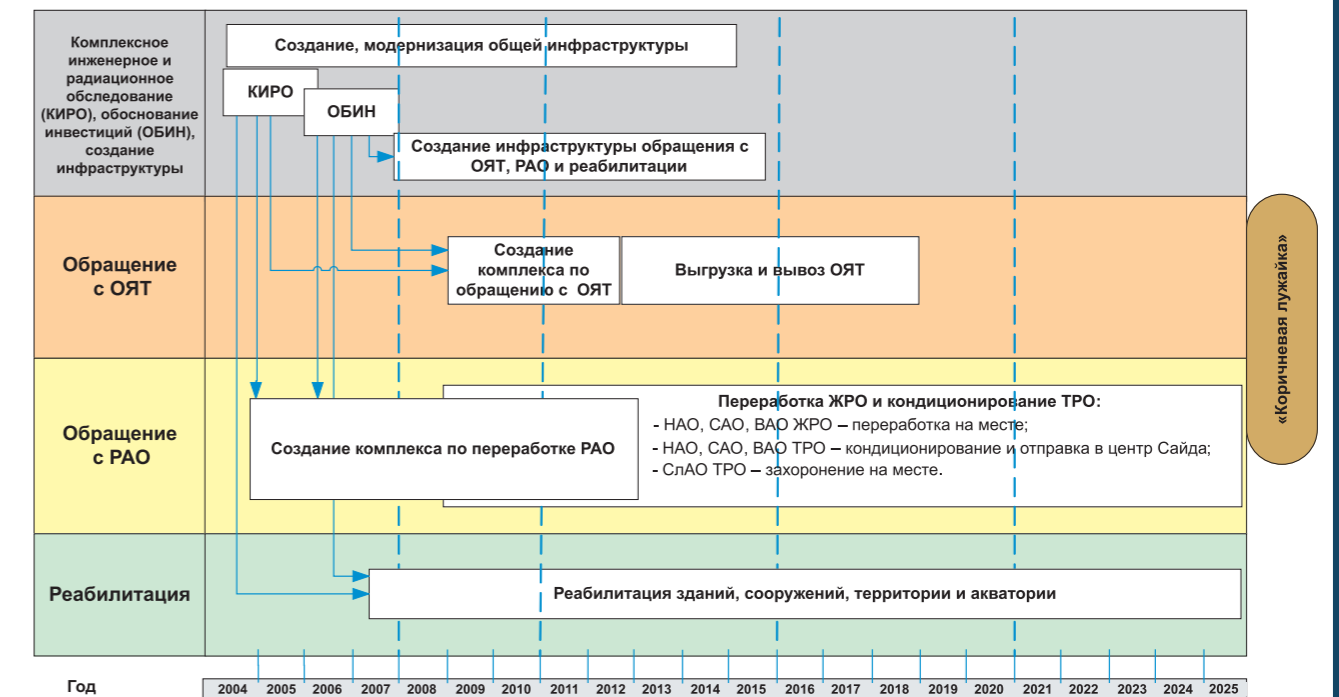 Комплексное
инженерное и
радиационное
обследование
(КИРО), обоснование
инвестиций (ОБИН),
создание
инфраструктуры
Создание, модернизация общей инфраструктуры
КИРО
ОБИН
Создание инфраструктуры обращения с
ОЯТ, РАО и реабилитации
Обращение
с ОЯТ
Создание
комплекса по
обращению с ОЯТ
Выгрузка и вывоз ОЯТ
«Коричневая лужайка»
Обращение
с РАО
Создание комплекса по переработке РАО
Переработка ЖРО и кондиционирование ТРО:
- НАО, САО, ВАО ЖРО – переработка на месте;
- НАО, САО, ВАО ТРО – кондиционирование и отправка в центр Сайда;
- СлАО ТРО – захоронение на месте.
Реабилитация
Реабилитация зданий, сооружений, территории и акватории
Год
2004 2005 2006 2007 2008 2009 2010 2011 2012 2013 2014 2015 2016 2017 2018 2019 2020 2021 2022 2023 2024 2025